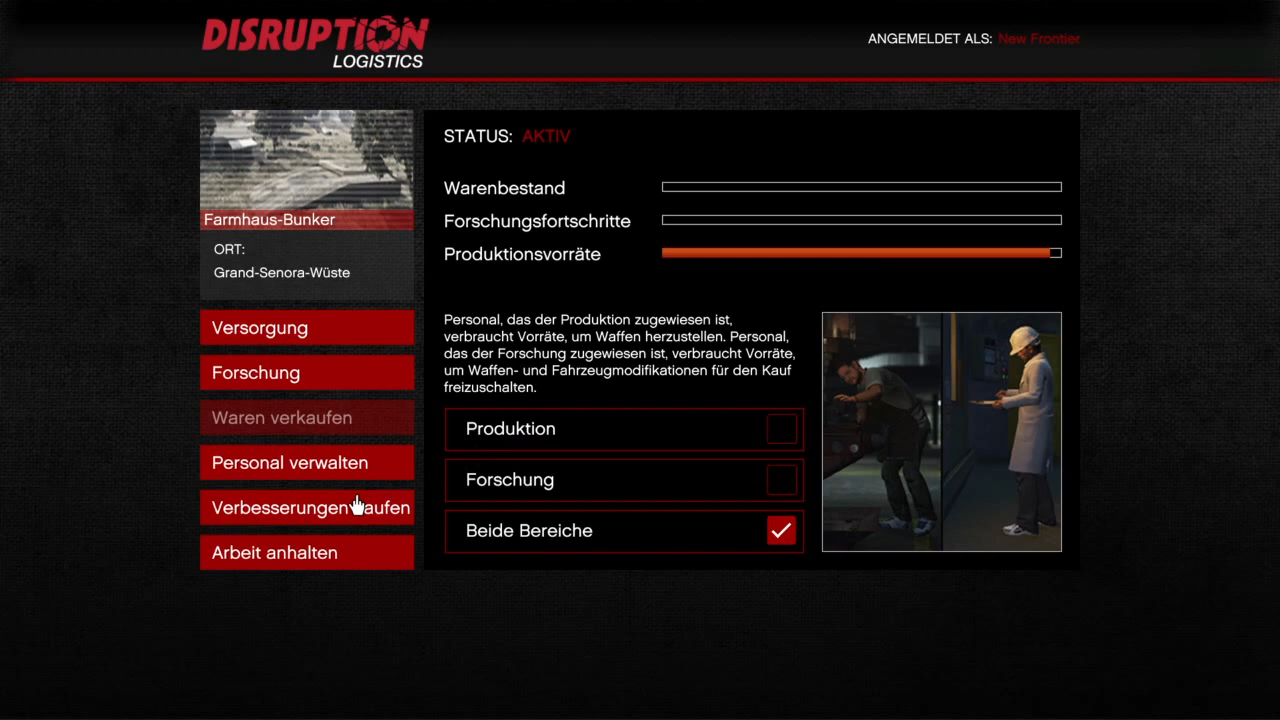 DISRUPTION
LOGISTICS
ANGEMELDET ALS: New Frontier
Farmhaus-Bunker
ORT:
Grand-Senora-Wüste
Versorgung
Forschung
Waren verkaufen
Personal verwalten
Verbesserungen kaufen
Arbeit anhalten
STATUS: AKTIV
Warenbestand
Forschungsfortschritte
Produktionsvorräte
Personal, das der Produktion zugewiesen ist,
verbraucht Vorräte, um Waffen herzustellen. Personal,
das der Forschung zugewiesen ist, verbraucht Vorräte,
um Waffen- und Fahrzeugmodifikationen für den Kauf
freizuschalten.
Produktion
Forschung
Beide Bereiche